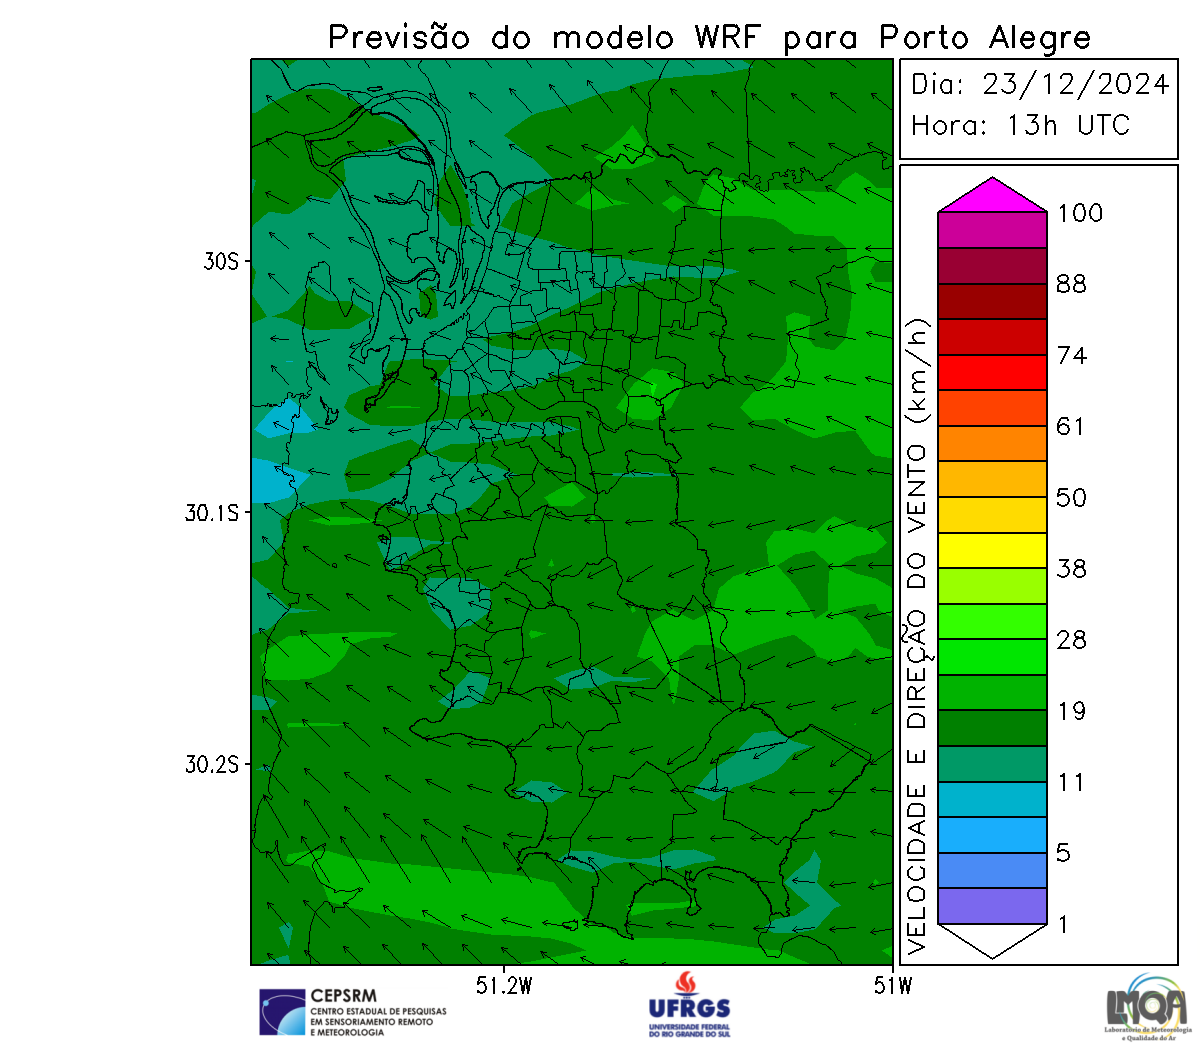 Previsão do modelo WRF para Porto Alegre
Dia: 23/12/2024
Hora: 13h UTC
100
88
74
61
50
38
28
19
11
5
1
VELOCIDADE E DIREÇÃO DO VENTO (km/h)
30S
30.1S
30.2S
51.2W
51W
CEPSRM
CENTRO ESTADUAL DE PESQUISAS
EM SENSORIAMENTO REMOTO
E METEOROLOGIA
UFRGS
UNIVERSIDADE FEDERAL
DO RIO GRANDE DO SUL
LMQA
Laboratório de Meteorologia
e Qualidade do Ar